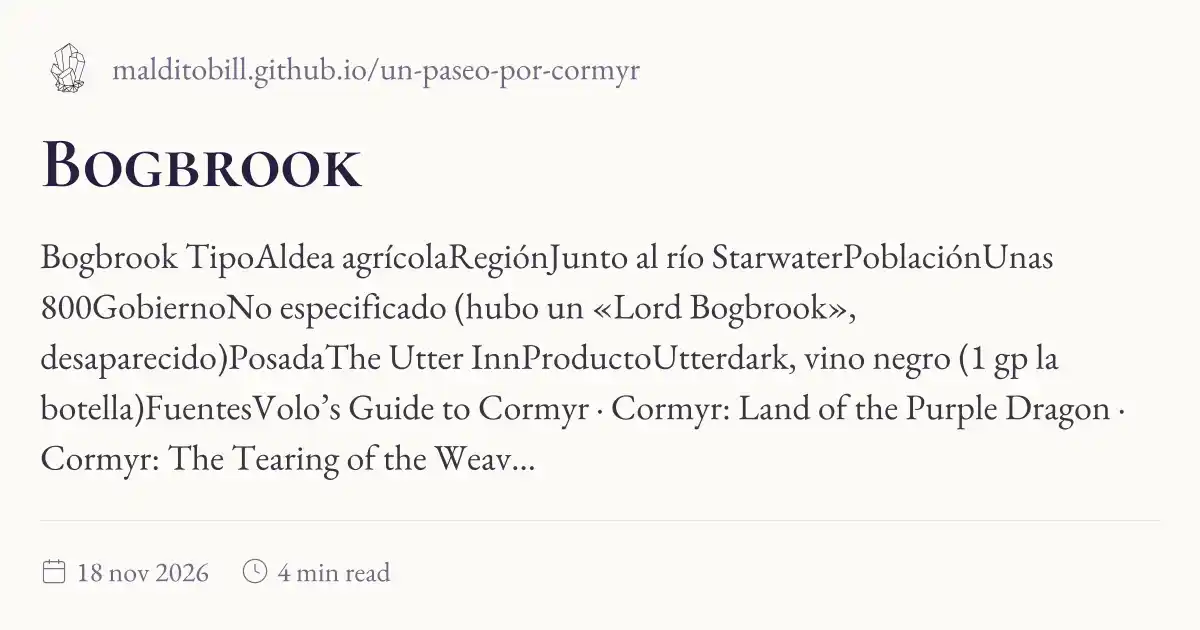 malditobill.github.io/un-paseo-por-cormyr
Bogbrook
Bogbrook TipoAldea agrícolaRegiónJunto al río StarwaterPoblaciónUnas
800GobiernoNo especificado (hubo un «Lord Bogbrook»,
desaparecido)PosadaThe Utter InnProductoUtterdark, vino negro (1 gp la
botella)FuentesVolo’s Guide to Cormyr · Cormyr: Land of the Purple Dragon ·
Cormyr: The Tearing of the Weav...
18 nov 2026 4 min read